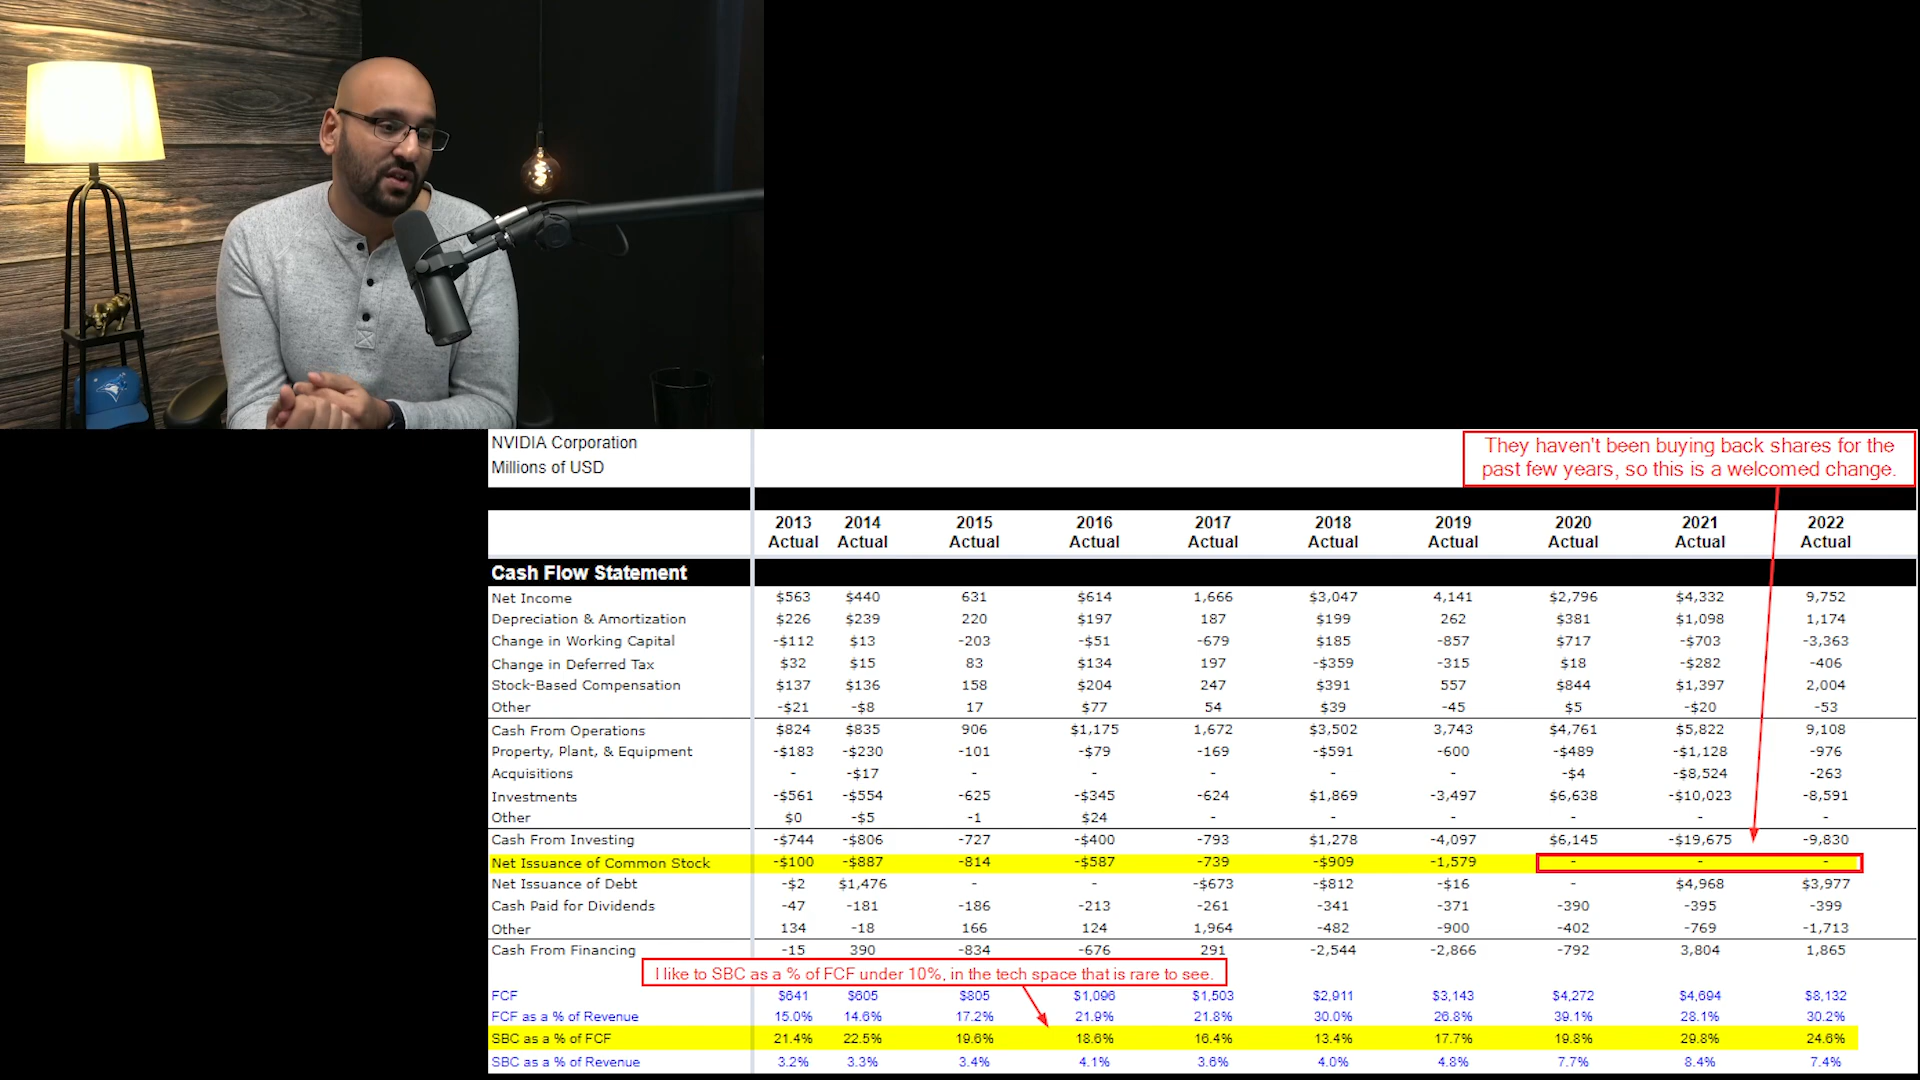 NVIDIA Corporation
Millions of USD
They haven't been buying back shares for the
past few years, so this is a welcomed change.
2013 2014 2015 2016 2017 2018 2019 2020 2021 2022
Actual Actual Actual Actual Actual Actual Actual Actual Actual Actual
Cash Flow Statement
Net Income $563 $440 631 $614 1,666 $3,047 4,141 $2,796 $4,332 9,752
Depreciation & Amortization $226 $239 220 $197 187 $199 262 $381 $1,098 1,174
Change in Working Capital -$112 $13 -203 -$51 -679 $185 -857 $717 -$703 -3,363
Change in Deferred Tax $32 $15 83 $134 197 -$359 -315 $18 -$282 -406
Stock-Based Compensation $137 $136 158 $204 247 $391 557 $844 $1,397 2,004
Other -$21 -$8 17 $77 54 $39 -45 $5 -$20 -53
Cash From Operations $824 $835 906 $1,175 1,672 $3,502 3,743 $4,761 $5,822 9,108
Property, Plant, & Equipment -$183 -$230 -101 -$79 -169 -$591 -600 -$489 -$1,128 -976
Acquisitions - -$17 - - - - - -$4 -$8,524 -263
Investments -$561 -$554 -625 -$345 -624 $1,869 -3,497 $6,638 -$10,023 -8,591
Other $0 -$5 -1 $24 - - - - - -
Cash From Investing -$744 -$806 -727 -$400 -793 $1,278 -4,097 $6,145 -$19,675 -9,830
Net Issuance of Common Stock -$100 -$887 -814 -$587 -739 -$909 -1,579 - - -
Net Issuance of Debt -$2 $1,476 - - -$673 -$812 -$16 - $4,968 $3,977
Cash Paid for Dividends -47 -181 -186 -213 -261 -341 -371 -390 -395 -399
Other 134 -18 166 124 1,964 -482 -900 -402 -769 -1,713
Cash From Financing -15 390 -834 -676 291 -2,544 -2,866 -792 3,804 1,865
I like to SBC as a % of FCF under 10%, in the tech space that is rare to see.
FCF $641 $605 $805 $1,096 $1,503 $2,911 $3,143 $4,272 $4,694 $8,132
FCF as a % of Revenue 15.0% 14.6% 17.2% 21.9% 21.8% 30.0% 26.8% 39.1% 28.1% 30.2%
SBC as a % of FCF 21.4% 22.5% 19.6% 18.6% 16.4% 13.4% 17.7% 19.8% 29.8% 24.6%
SBC as a % of Revenue 3.2% 3.3% 3.4% 4.1% 3.6% 4.0% 4.8% 7.7% 8.4% 7.4%